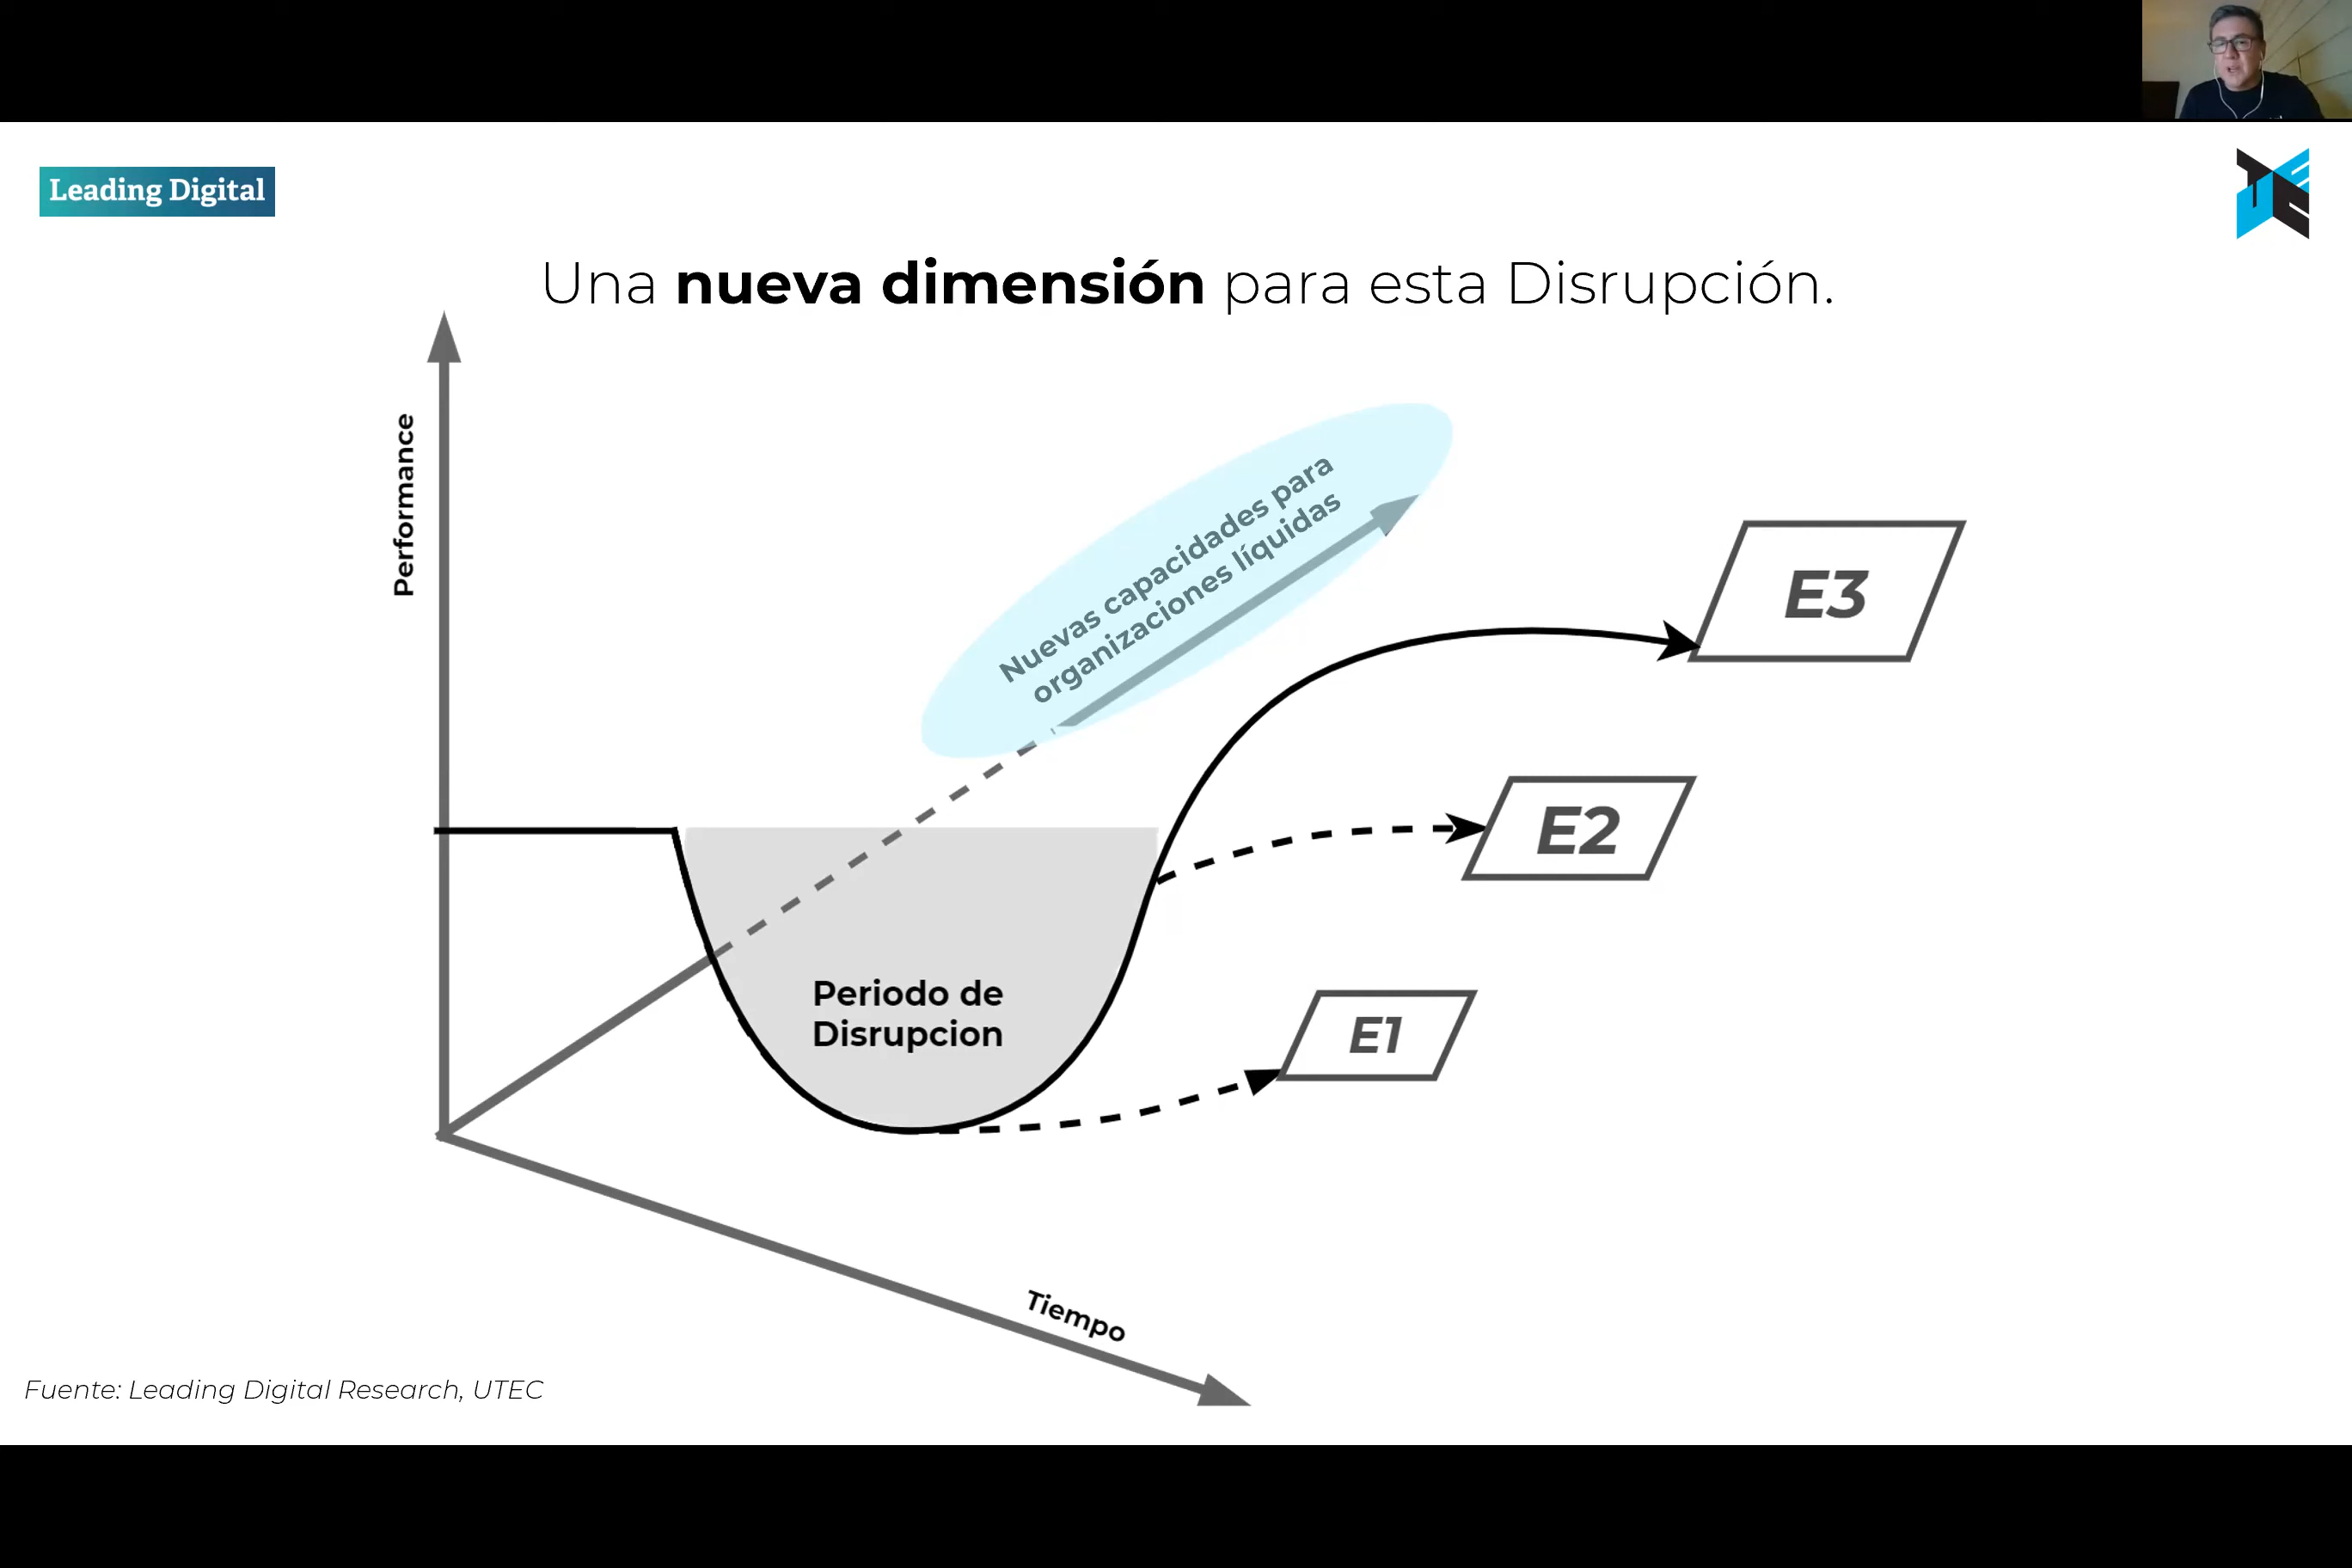 Leading Digital
Una nueva dimensión para esta Disrupción.
Performance
Nuevas capacidades para
organizaciones líquidas
E3
E2
Periodo de
Disrupcion
E1
Tiempo
Fuente: Leading Digital Research, UTEC